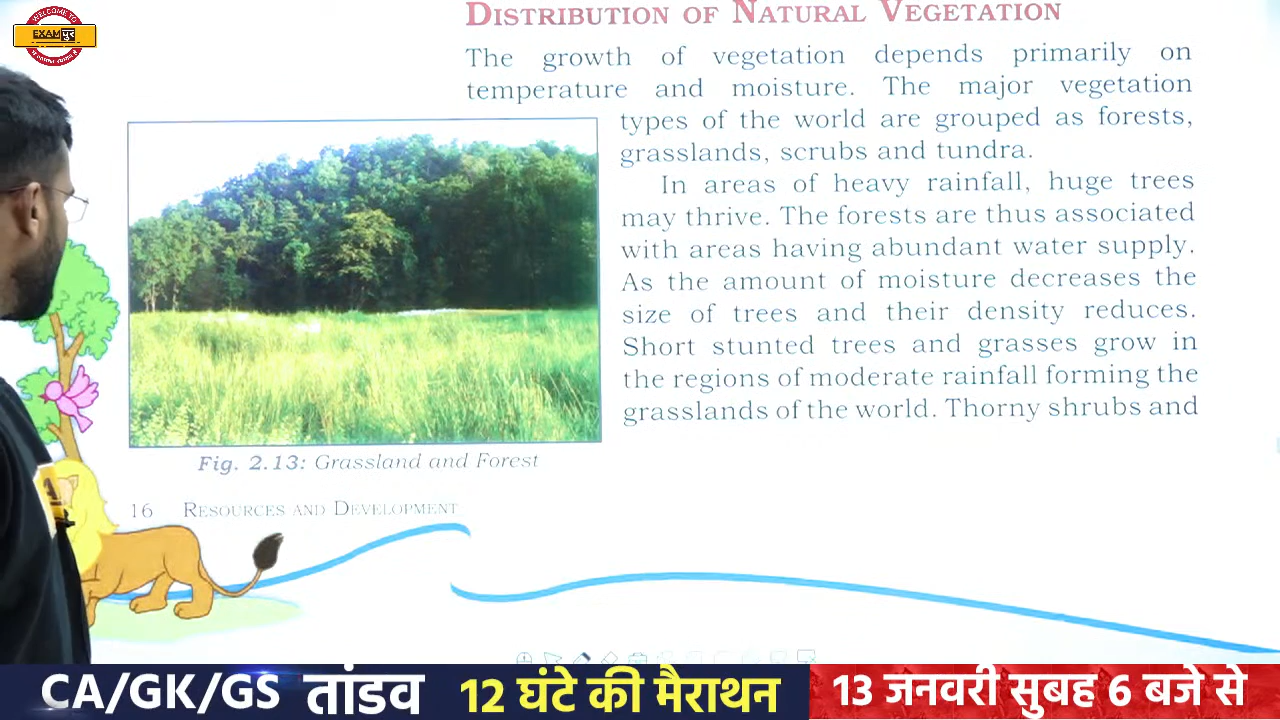 WELCOME TO
EXAM पुर
DISTRIBUTION OF NATURAL VEGETATION
The growth of vegetation depends primarily on
temperature and moisture. The major vegetation
types of the world are grouped as forests,
grasslands, scrubs and tundra.
In areas of heavy rainfall, huge trees
may thrive. The forests are thus associated
with areas having abundant water supply.
As the amount of moisture decreases the
size of trees and their density reduces.
Short stunted trees and grasses grow in
the regions of moderate rainfall forming the
grasslands of the world. Thorny shrubs and
Fig. 2.13: Grassland and Forest
16 RESOURCES AND DEVELOPMENT
CA/GK/GS तांडव 12 घंटे की मैराथन 13 जनवरी सुबह 6 बजे से